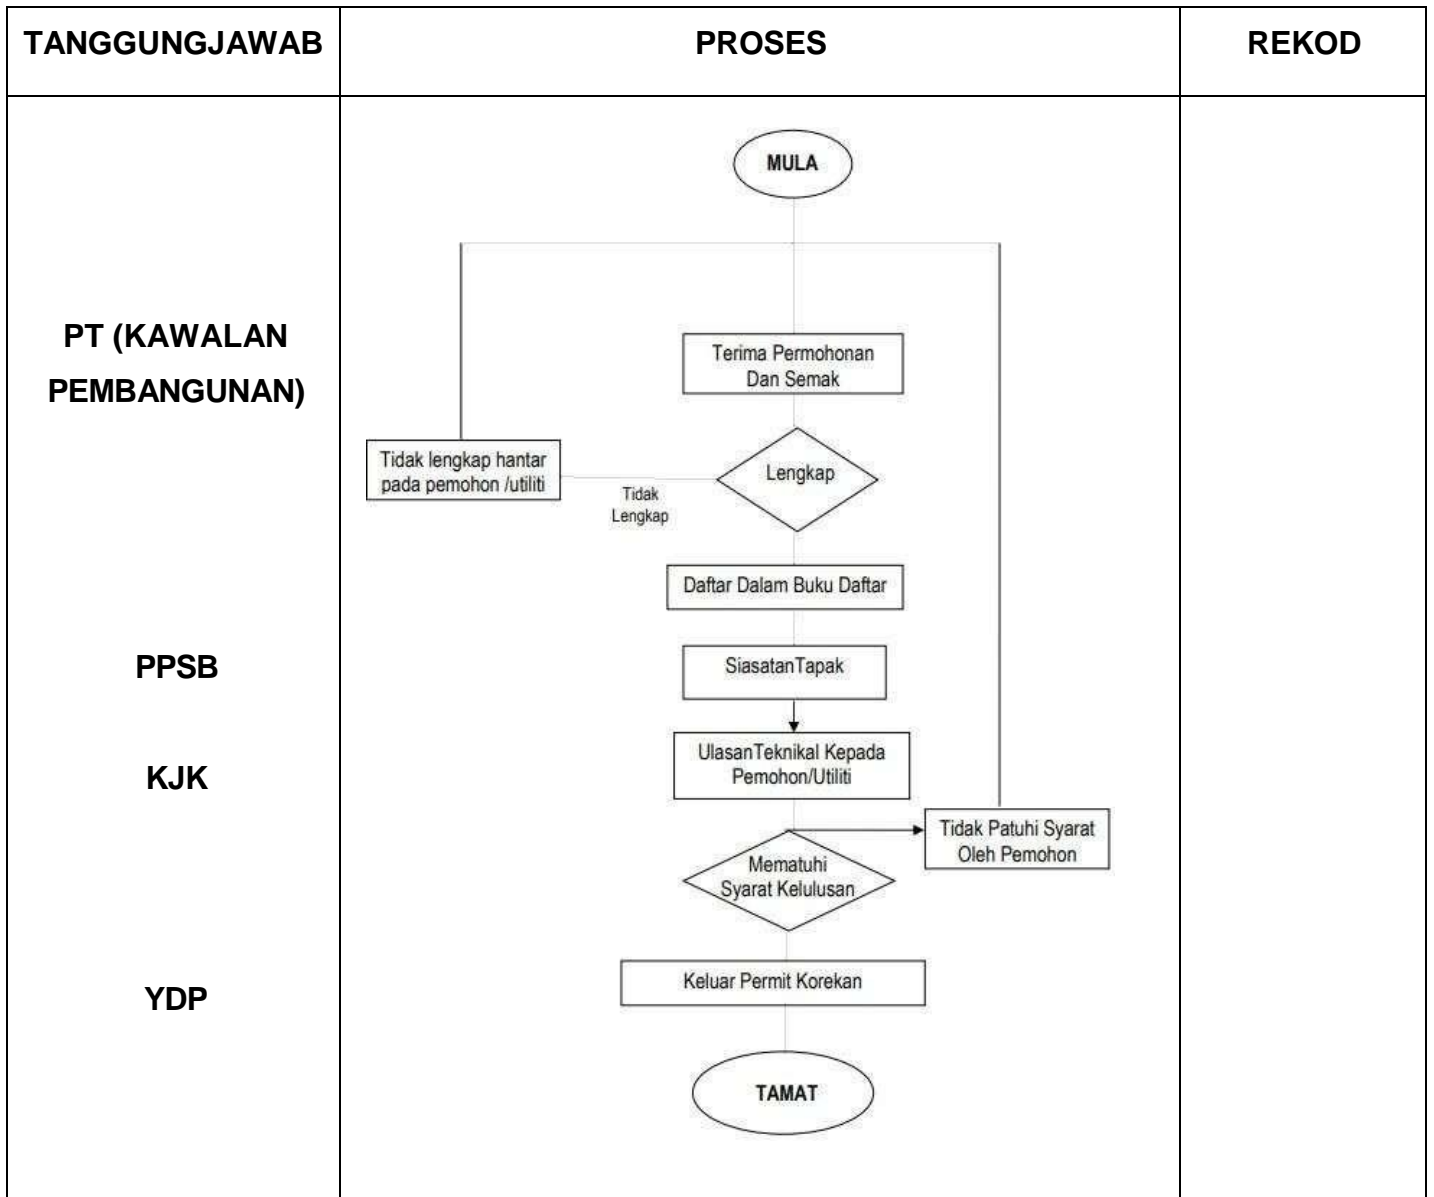 TANGGUNGJAWAB
PROSES
REKOD
MULA
PT (KAWALAN
PEMBANGUNAN)
Terima Permohonan
Dan Semak
Tidak lengkap hantar
pada pemohon /utiliti
Tidak
Lengkap
Lengkap
Daftar Dalam Buku Daftar
PPSB
SiasatanTapak
KJK
UlasanTeknikal Kepada
Pemohon/Utiliti
Tidak Patuhi Syarat
Oleh Pemohon
Mematuhi
Syarat Kelulusan
YDP
Keluar Permit Korekan
TAMAT